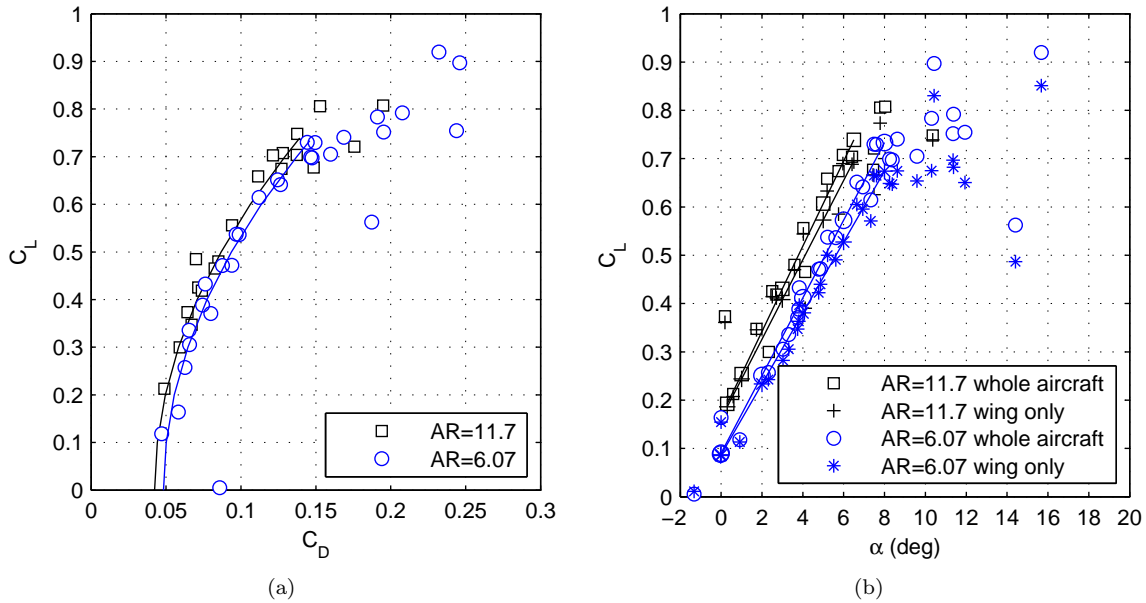 1
0.9
0.8
0.7
0.6
0.5
0.4
0.3
0.2
0.1
0
C_L
0 0.05 0.1 0.15 0.2 0.25 0.3
C_D
AR=11.7
AR=6.07
(a)
1
0.9
0.8
0.7
0.6
0.5
0.4
0.3
0.2
0.1
0
C_L
−2 0 2 4 6 8 10 12 14 16 18 20
α (deg)
AR=11.7 whole aircraft
AR=11.7 wing only
AR=6.07 whole aircraft
AR=6.07 wing only
(b)